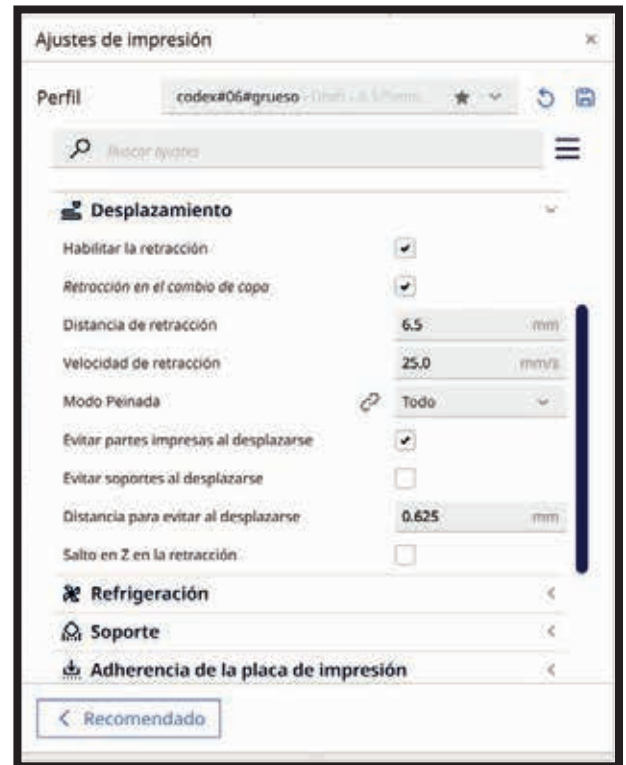 Ajustes de impresión
Perfil codex#06#grueso
Buscar ajustes
Desplazamiento
Habilitar la retracción
Retracción en el cambio de capa
Distancia de retracción 6.5 mm
Velocidad de retracción 25.0 mm/s
Modo Peinada Todo
Evitar partes impresas al desplazarse
Evitar soportes al desplazarse
Distancia para evitar al desplazarse 0.625 mm
Salto en Z en la retracción
Refrigeración
Soporte
Adherencia de la placa de impresión
Recomendado